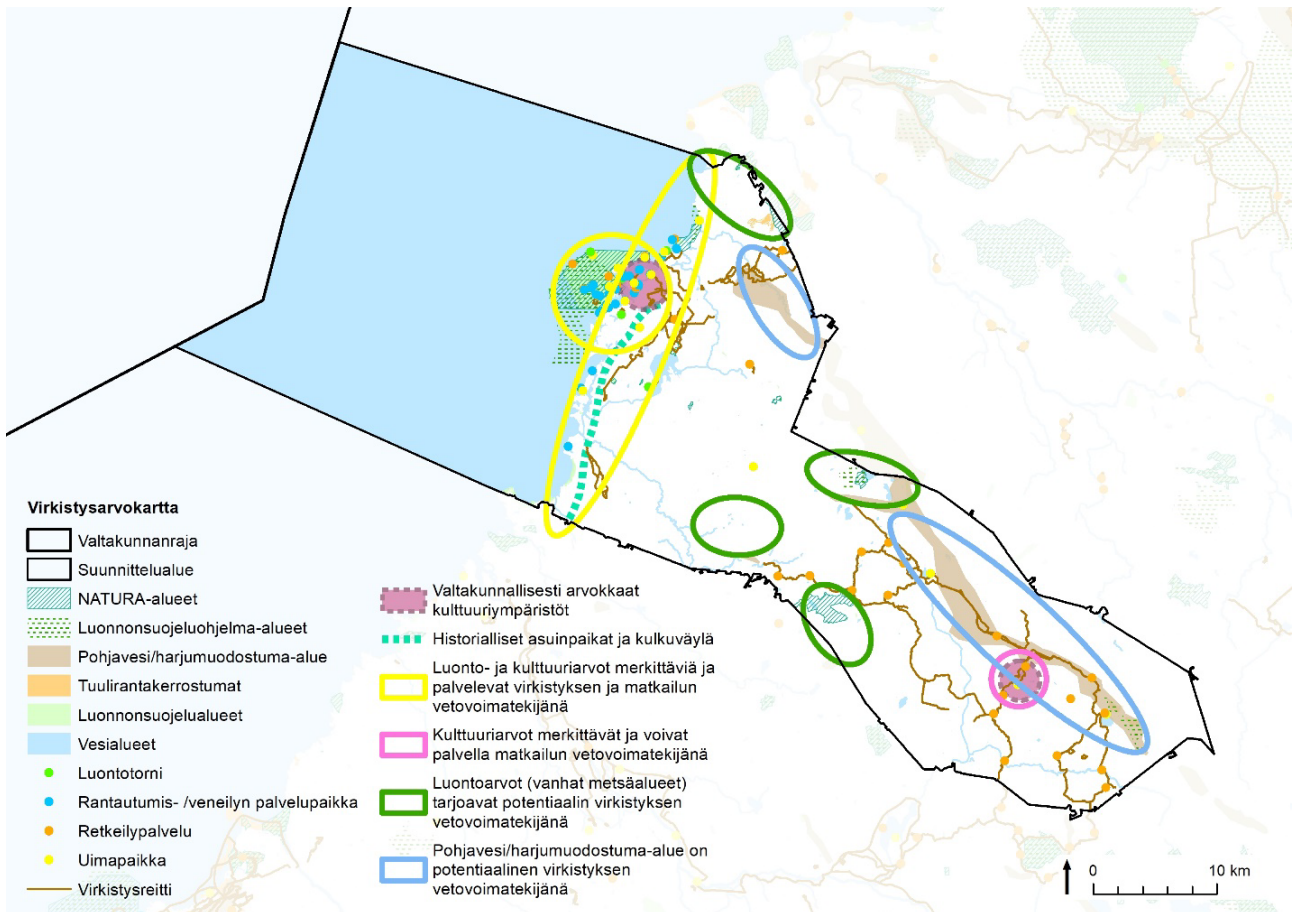 Virkistysarvokartta
Valtakunnanraja
Suunnittelualue
NATURA-alueet
Luonnonsuojeluohjelma-alueet
Pohjavesi/harjumuodostuma-alue
Tuulirantakerrostumat
Luonnonsuojelualueet
Vesialueet
Luontotorni
Rantautumis- /veneilyn palvelupaikka
Retkeilypalvelu
Uimapaikka
Virkistysreitti
Valtakunnallisesti arvokkaat
kulttuuriympäristöt
Historialliset asuinpaikat ja kulkuväylä
Luonto- ja kulttuuriarvot merkittäviä ja
palvelevat virkistyksen ja matkailun
vetovoimatekijänä
Kulttuuriarvot merkittävät ja voivat
palvella matkailun vetovoimatekijänä
Luontoarvot (vanhat metsäalueet)
tarjoavat potentiaalin virkistyksen
vetovoimatekijänä
Pohjavesi/harjumuodostuma-alue on
potentiaalinen virkistyksen
vetovoimatekijänä
0 10 km